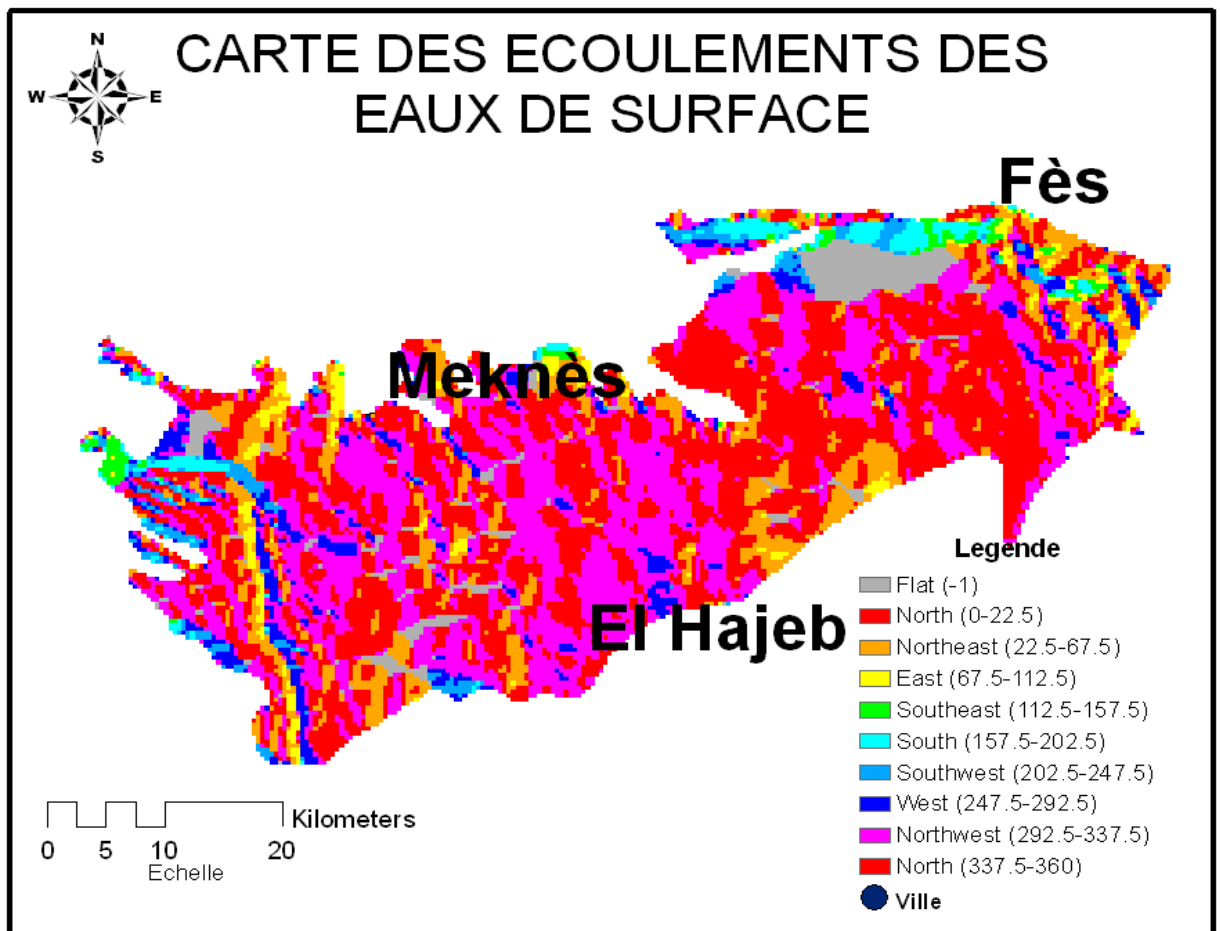 N
W E
S
CARTE DES ECOULEMENTS DES
EAUX DE SURFACE
Fès
Meknès
El Hajeb
Legende
Flat (-1)
North (0-22.5)
Northeast (22.5-67.5)
East (67.5-112.5)
Southeast (112.5-157.5)
South (157.5-202.5)
Southwest (202.5-247.5)
West (247.5-292.5)
Northwest (292.5-337.5)
North (337.5-360)
Ville
Kilometers
0 5 10 20
Echelle